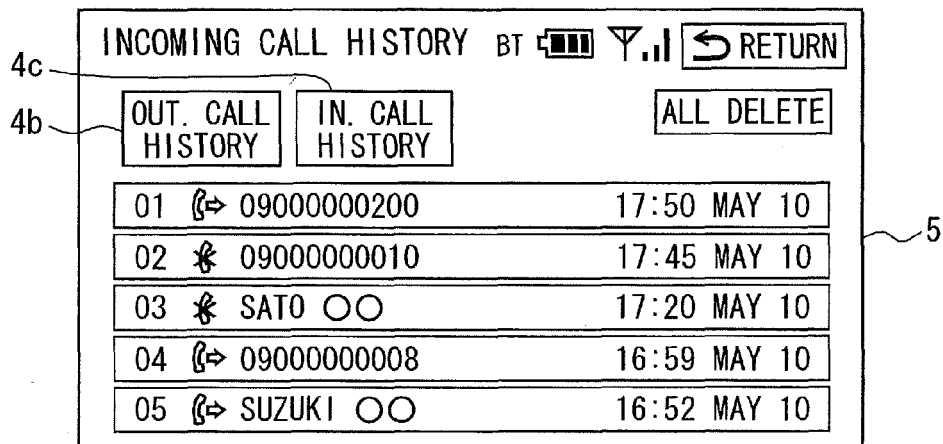 INCOMING CALL HISTORY BT RETURN
4c
4b
OUT. CALL HISTORY
IN. CALL HISTORY
ALL DELETE
01 09000000200 17:50 MAY 10
02 09000000010 17:45 MAY 10
03 SATO ○○ 17:20 MAY 10
04 09000000008 16:59 MAY 10
05 SUZUKI ○○ 16:52 MAY 10
5